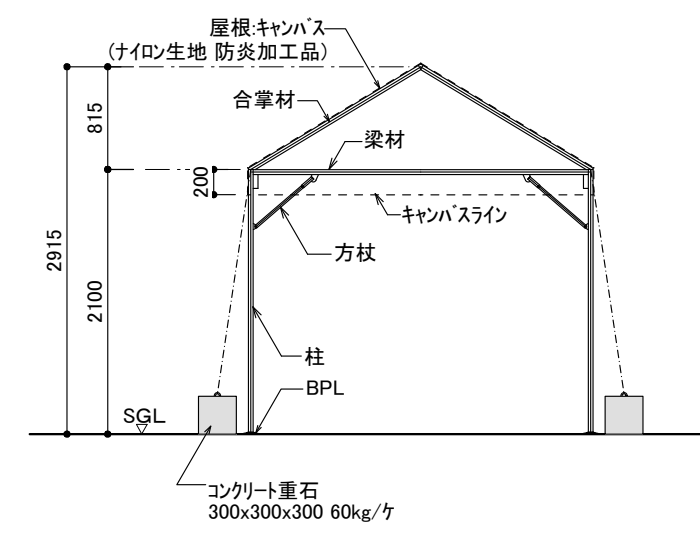 屋根:キャンバス
(ナイロン生地 防炎加工品)
合掌材
815
梁材
200
キャンバスライン
方杖
2915
2100
柱
BPL
SGL
コンクリート重石
300x300x300 60kg/ケ